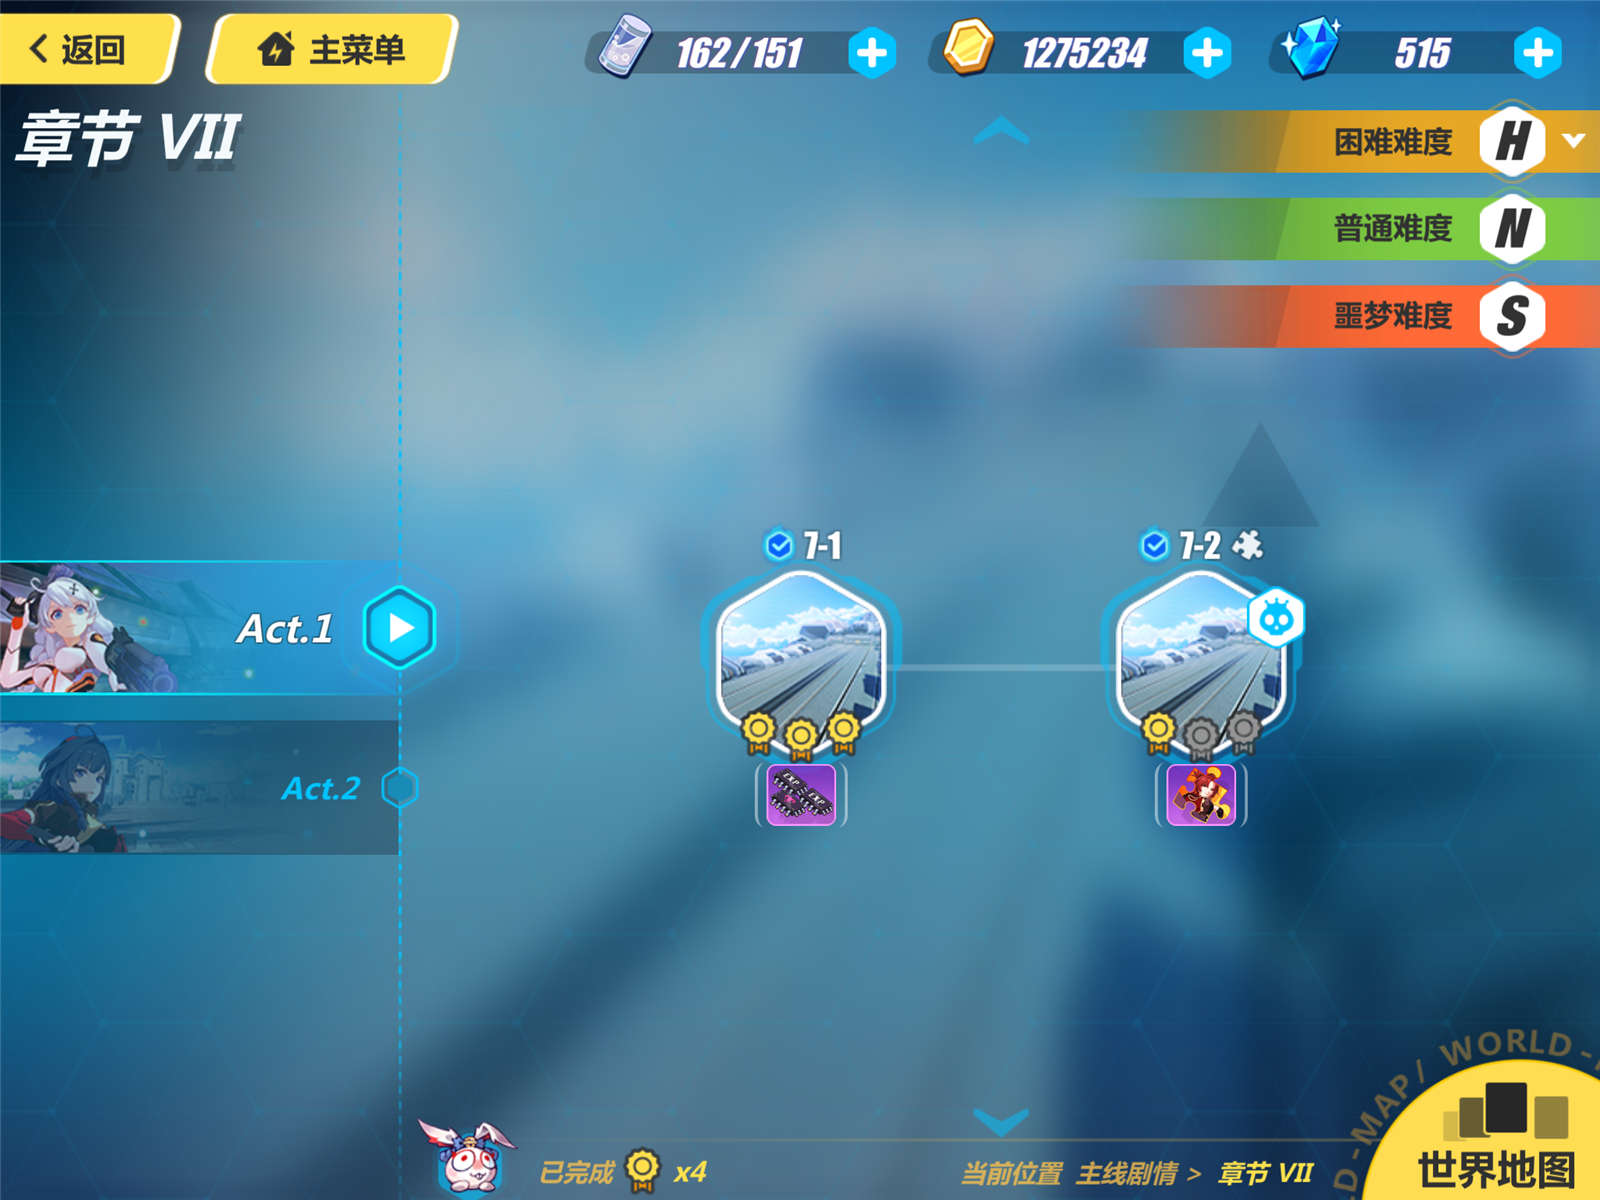 返回
主菜单
162/151
1275234
515
章节 VII
困难难度 H
普通难度 N
噩梦难度 S
7-1
7-2
Act.1
EXP EXP
Act.2
WORLD-
D-MAP/
已完成 x4
当前位置 主线剧情 > 章节 VII
世界地图